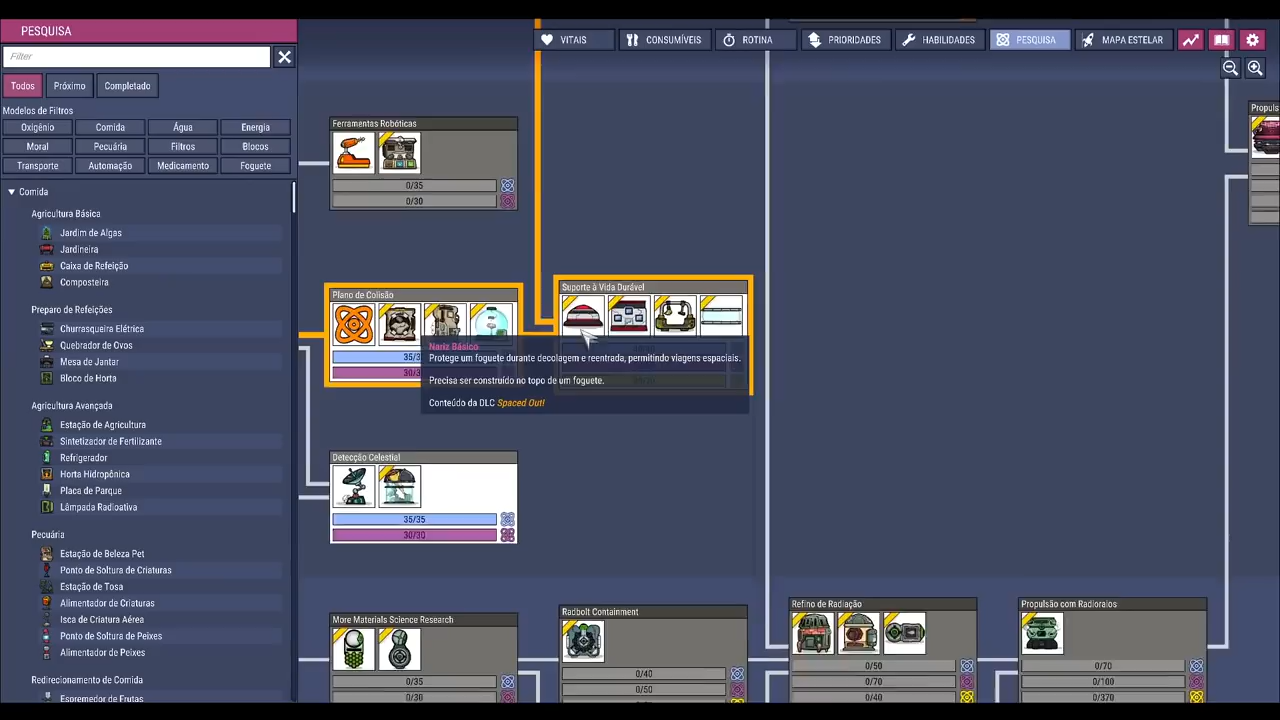 PESQUISA
Filter
Todos
Próximo
Completado
Modelos de Filtros
Oxigênio
Comida
Água
Energia
Moral
Pecuária
Filtros
Blocos
Transporte
Automação
Medicamento
Foguete
Comida
Agricultura Básica
Jardim de Algas
Jardineira
Caixa de Refeição
Composteira
Preparo de Refeições
Churrasqueira Elétrica
Quebrador de Ovos
Mesa de Jantar
Bloco de Horta
Agricultura Avançada
Estação de Agricultura
Sintetizador de Fertilizante
Refrigerador
Horta Hidropônica
Placa de Parque
Lâmpada Radioativa
Pecuária
Estação de Beleza Pet
Ponto de Soltura de Criaturas
Estação de Tosa
Alimentador de Criaturas
Isca de Criatura Aérea
Ponto de Soltura de Peixes
Alimentador de Peixes
Redirecionamento de Comida
Espremedor de Frutas
VITAIS
CONSUMÍVEIS
ROTINA
PRIORIDADES
HABILIDADES
PESQUISA
MAPA ESTELAR
Ferramentas Robóticas
0/35
0/30
Plano de Colisão
35/3
30/3
Suporte à Vida Durável
Nariz Básico
Protege um foguete durante decolagem e reentrada, permitindo viagens espaciais.
Precisa ser construído no topo de um foguete.
Conteúdo da DLC Spaced Out!
Detecção Celestial
35/35
30/30
More Materials Science Research
0/35
0/30
Radbolt Containment
0/40
0/50
Refino de Radiação
0/50
0/70
0/40
Propulsão com Radioraios
0/70
0/100
0/370
Propuls